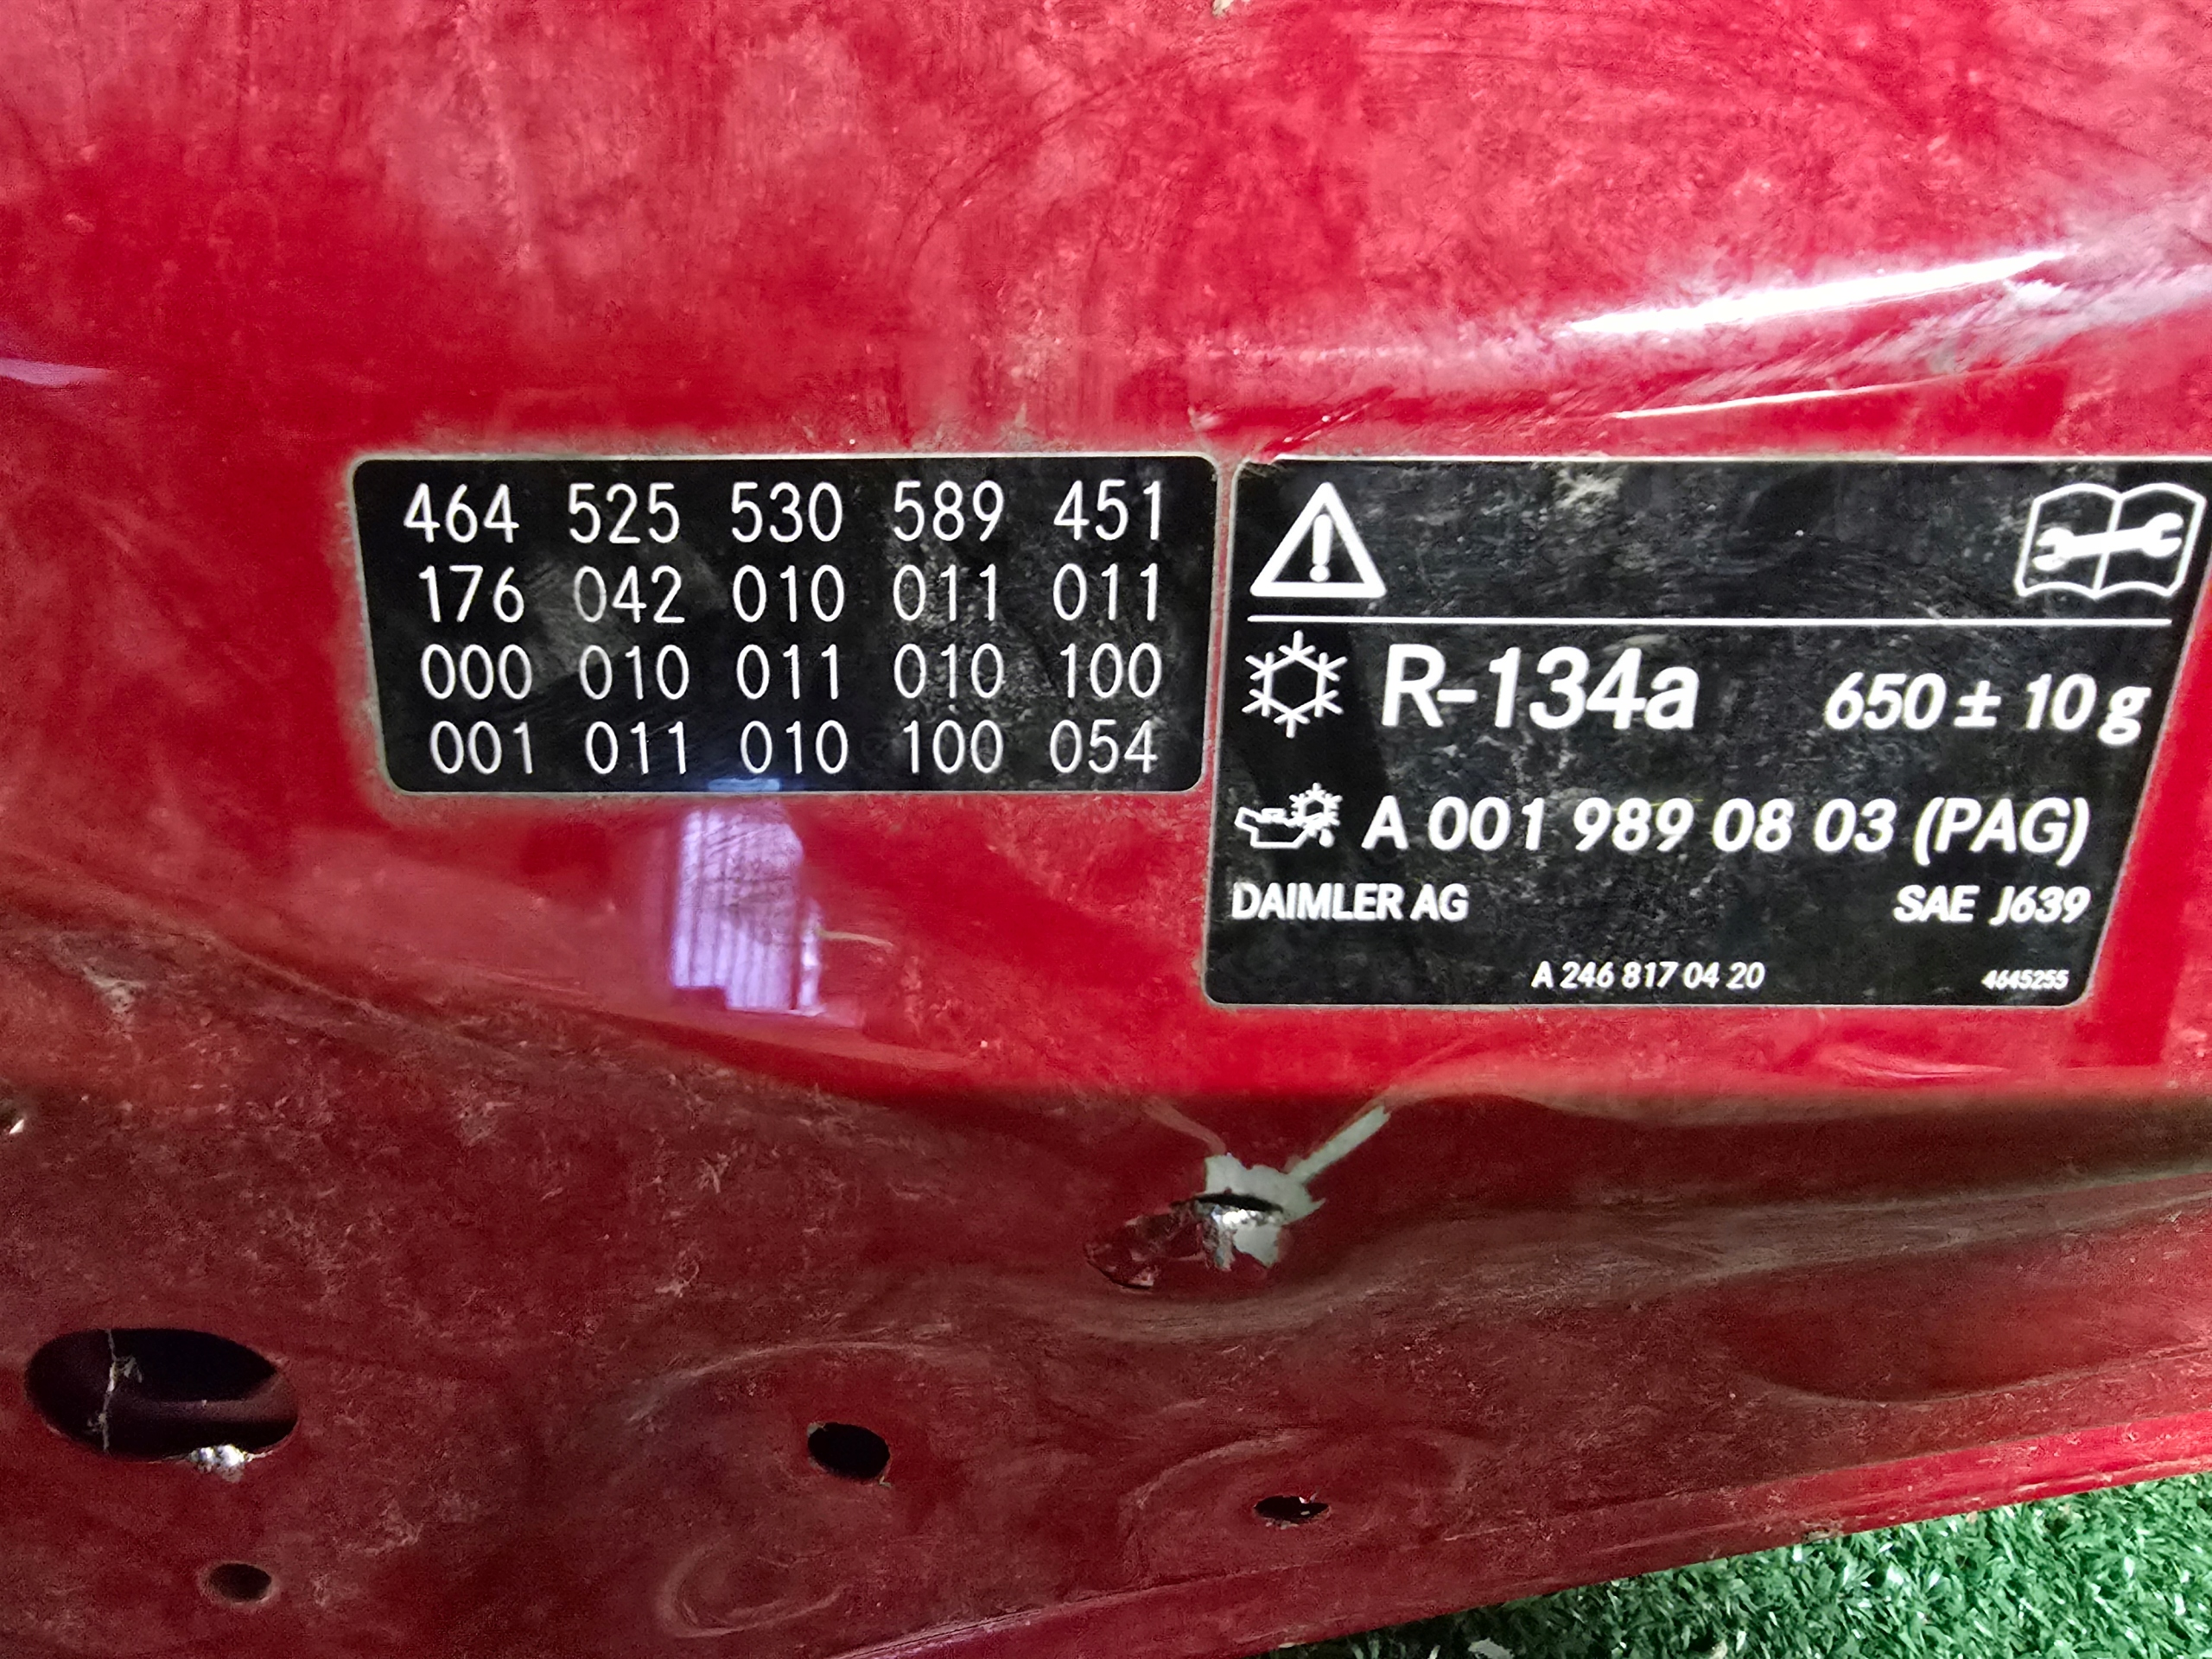 464 525 530 589 451
176 042 010 011 011
000 010 011 010 100
001 011 010 100 054
R-134a 650 ± 10 g
A 001 989 08 03 (PAG)
DAIMLER AG SAE J639
A 246 817 04 20 4645255